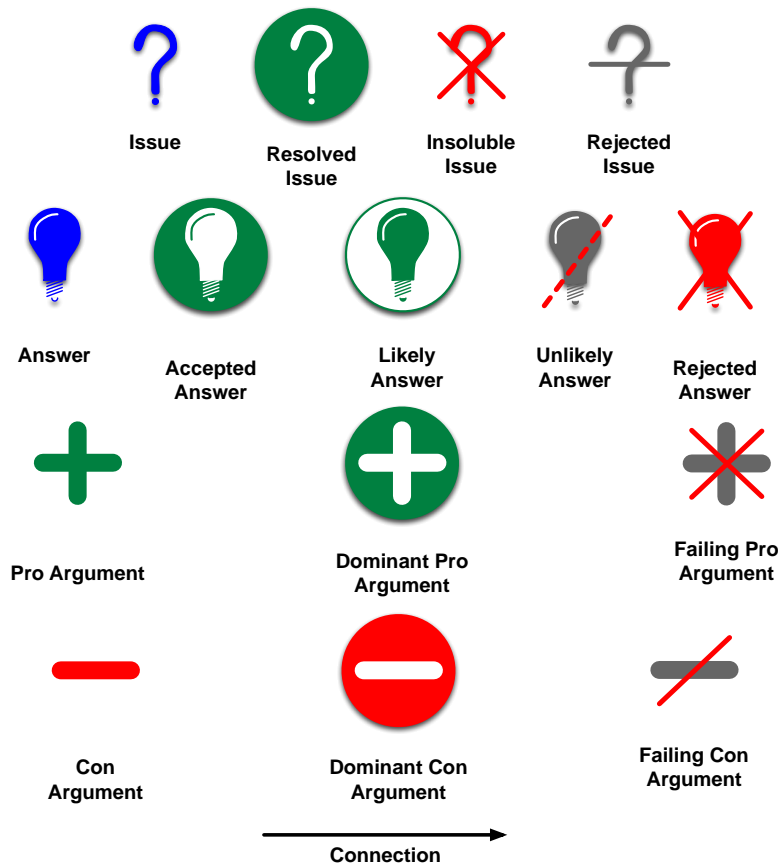 Issue
Resolved
Issue
Insoluble
Issue
Rejected
Issue
Answer
Accepted
Answer
Likely
Answer
Unlikely
Answer
Rejected
Answer
Pro Argument
Dominant Pro
Argument
Failing Pro
Argument
Con
Argument
Dominant Con
Argument
Failing Con
Argument
Connection